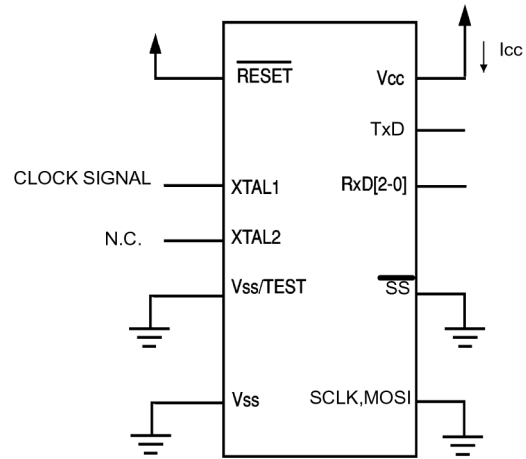 Icc
RESET
Vcc
TxD
CLOCK SIGNAL
XTAL1
RxD[2-0]
N.C.
XTAL2
Vss/TEST
SS
Vss
SCLK,MOSI